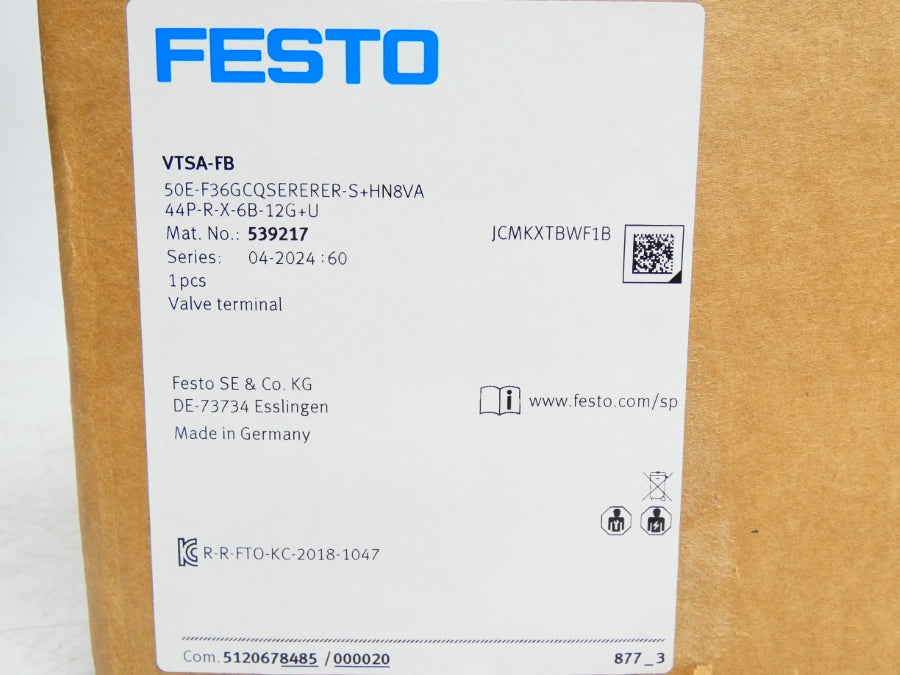 FESTO
VTSA-FB
50E-F36GCQSERERER-S+HN8VA
44P-R-X-6B-12G+U
Mat. No.: 539217
JCMKXTBWF1B
Series: 04-2024 :60
1pcs
Valve terminal
Festo SE & Co. KG
DE-73734 Esslingen
www.festo.com/sp
Made in Germany
R-R-FTO-KC-2018-1047
Com. 5120678485 /000020
877_3